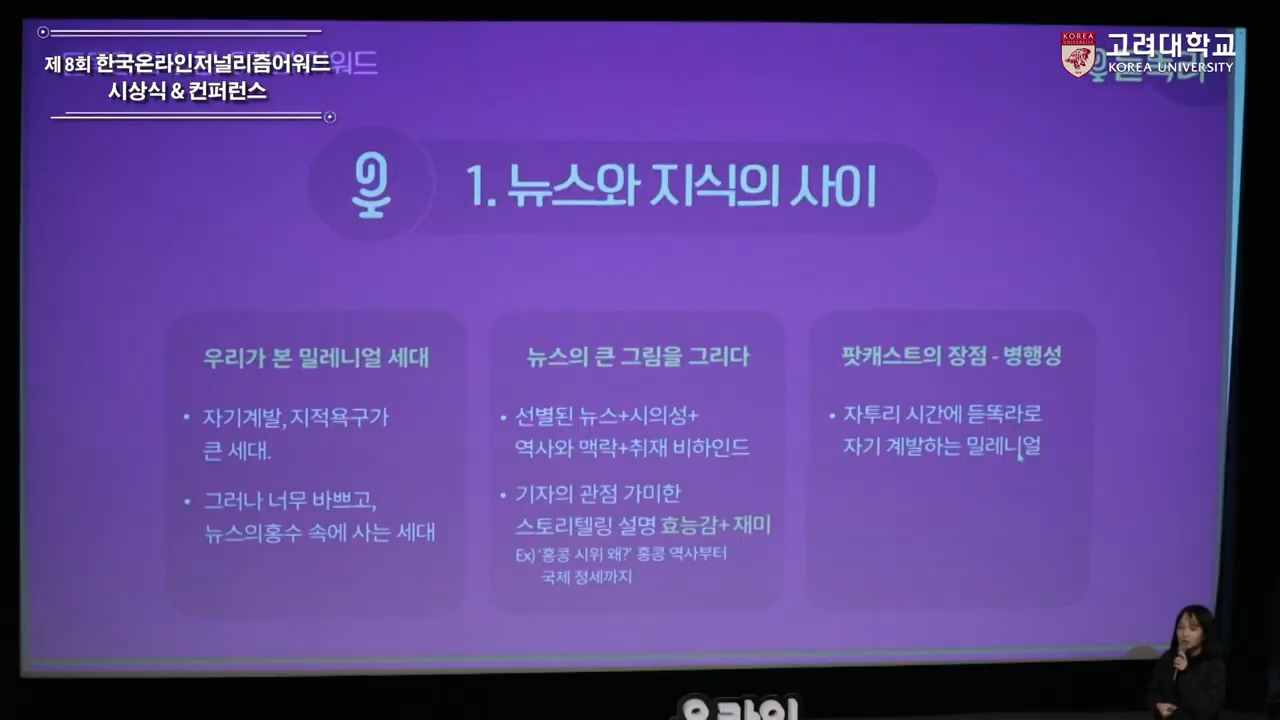 제 8회 한국온라인저널리즘어워드
시상식 & 컨퍼런스
KOREA
고려대학교
KOREA UNIVERSITY
듣똑라
1. 뉴스와 지식의 사이
우리가 본 밀레니얼 세대
• 자기계발, 지적욕구가
큰 세대.
• 그러나 너무 바쁘고,
뉴스의홍수 속에 사는 세대
뉴스의 큰 그림을 그리다
• 선별된 뉴스+시의성+
역사와 맥락+취재 비하인드
• 기자의 관점 가미한
스토리텔링 설명 효능감+ 재미
Ex) '홍콩 시위 왜?' 홍콩 역사부터
국제 정세까지
팟캐스트의 장점 - 병행성
• 자투리 시간에 듣똑라로
자기 계발하는 밀레니얼